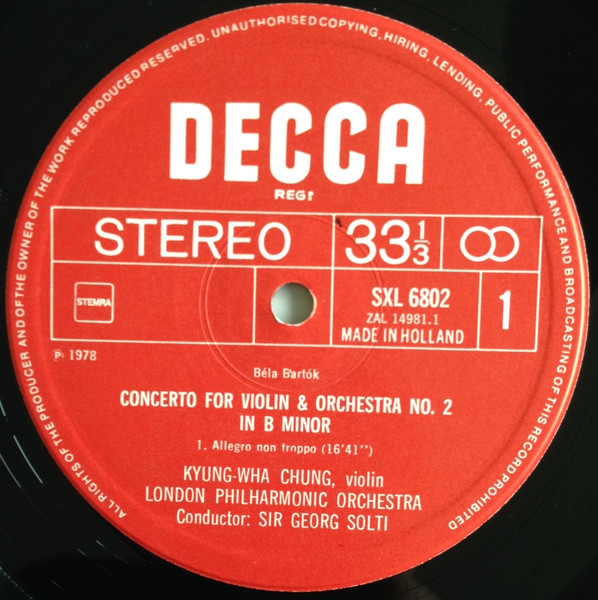 ALL RIGHTS OF THE PRODUCER AND OF THE OWNER OF THE WORK REPRODUCED RESERVED. UNAUTHORISED COPYING, HIRING, LENDING, PUBLIC PERFORMANCE AND BROADCASTING OF THIS RECORD PROHIBITED
DECCA
REGD
STEREO
33 1/3
STEMRA
SXL 6802
ZAL 14981.1
MADE IN HOLLAND
1
℗ 1978
Béla Bartók
CONCERTO FOR VIOLIN & ORCHESTRA NO. 2
IN B MINOR
1. Allegro non troppo (16'41'')
KYUNG-WHA CHUNG, violin
LONDON PHILHARMONIC ORCHESTRA
Conductor: SIR GEORG SOLTI